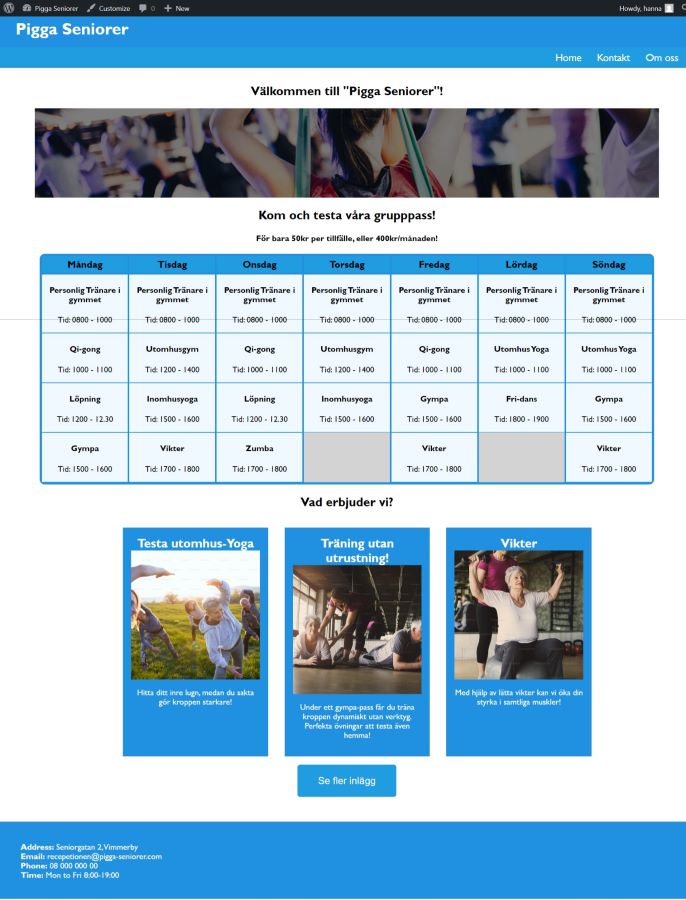 Pigga Seniorer
Customize
0
New
Howdy, hanna
Pigga Seniorer
Home
Kontakt
Om oss
Välkommen till "Pigga Seniorer"!
Kom och testa våra grupppass!
För bara 50kr per tillfälle, eller 400kr/månaden!
Måndag
Tisdag
Onsdag
Torsdag
Fredag
Lördag
Söndag
Personlig Tränare i
gymmet
Tid: 0800 - 1000
Personlig Tränare i
gymmet
Tid: 0800 - 1000
Personlig Tränare i
gymmet
Tid: 0800 - 1000
Personlig Tränare i
gymmet
Tid: 0800 - 1000
Personlig Tränare i
gymmet
Tid: 0800 - 1000
Personlig Tränare i
gymmet
Tid: 0800 - 1000
Personlig Tränare i
gymmet
Tid: 0800 - 1000
Qi-gong
Tid: 1000 - 1100
Utomhusgym
Tid: 1200 - 1400
Qi-gong
Tid: 1000 - 1100
Utomhusgym
Tid: 1200 - 1400
Qi-gong
Tid: 1000 - 1100
Utomhus Yoga
Tid: 1000 - 1100
Utomhus Yoga
Tid: 1000 - 1100
Löpning
Tid: 1200 - 12.30
Inomhusyoga
Tid: 1500 - 1600
Löpning
Tid: 1200 - 12.30
Inomhusyoga
Tid: 1500 - 1600
Gympa
Tid: 1500 - 1600
Fri-dans
Tid: 1800 - 1900
Gympa
Tid: 1500 - 1600
Gympa
Tid: 1500 - 1600
Vikter
Tid: 1700 - 1800
Zumba
Tid: 1700 - 1800
Vikter
Tid: 1700 - 1800
Vikter
Tid: 1700 - 1800
Vad erbjuder vi?
Testa utomhus-Yoga
Hitta ditt inre lugn, medan du sakta
gör kroppen starkare!
Träning utan
utrustning!
Under ett gympa-pass får du träna
kroppen dynamiskt utan verktyg.
Perfekta övningar att testa även
hemma!
Vikter
Med hjälp av lätta vikter kan vi öka din
styrka i samtliga muskler!
Se fler inlägg
Address: Seniorgatan 2, Vimmerby
Email: recepetionen@pigga-seniorer.com
Phone: 08 000 000 00
Time: Mon to Fri 8:00-19:00